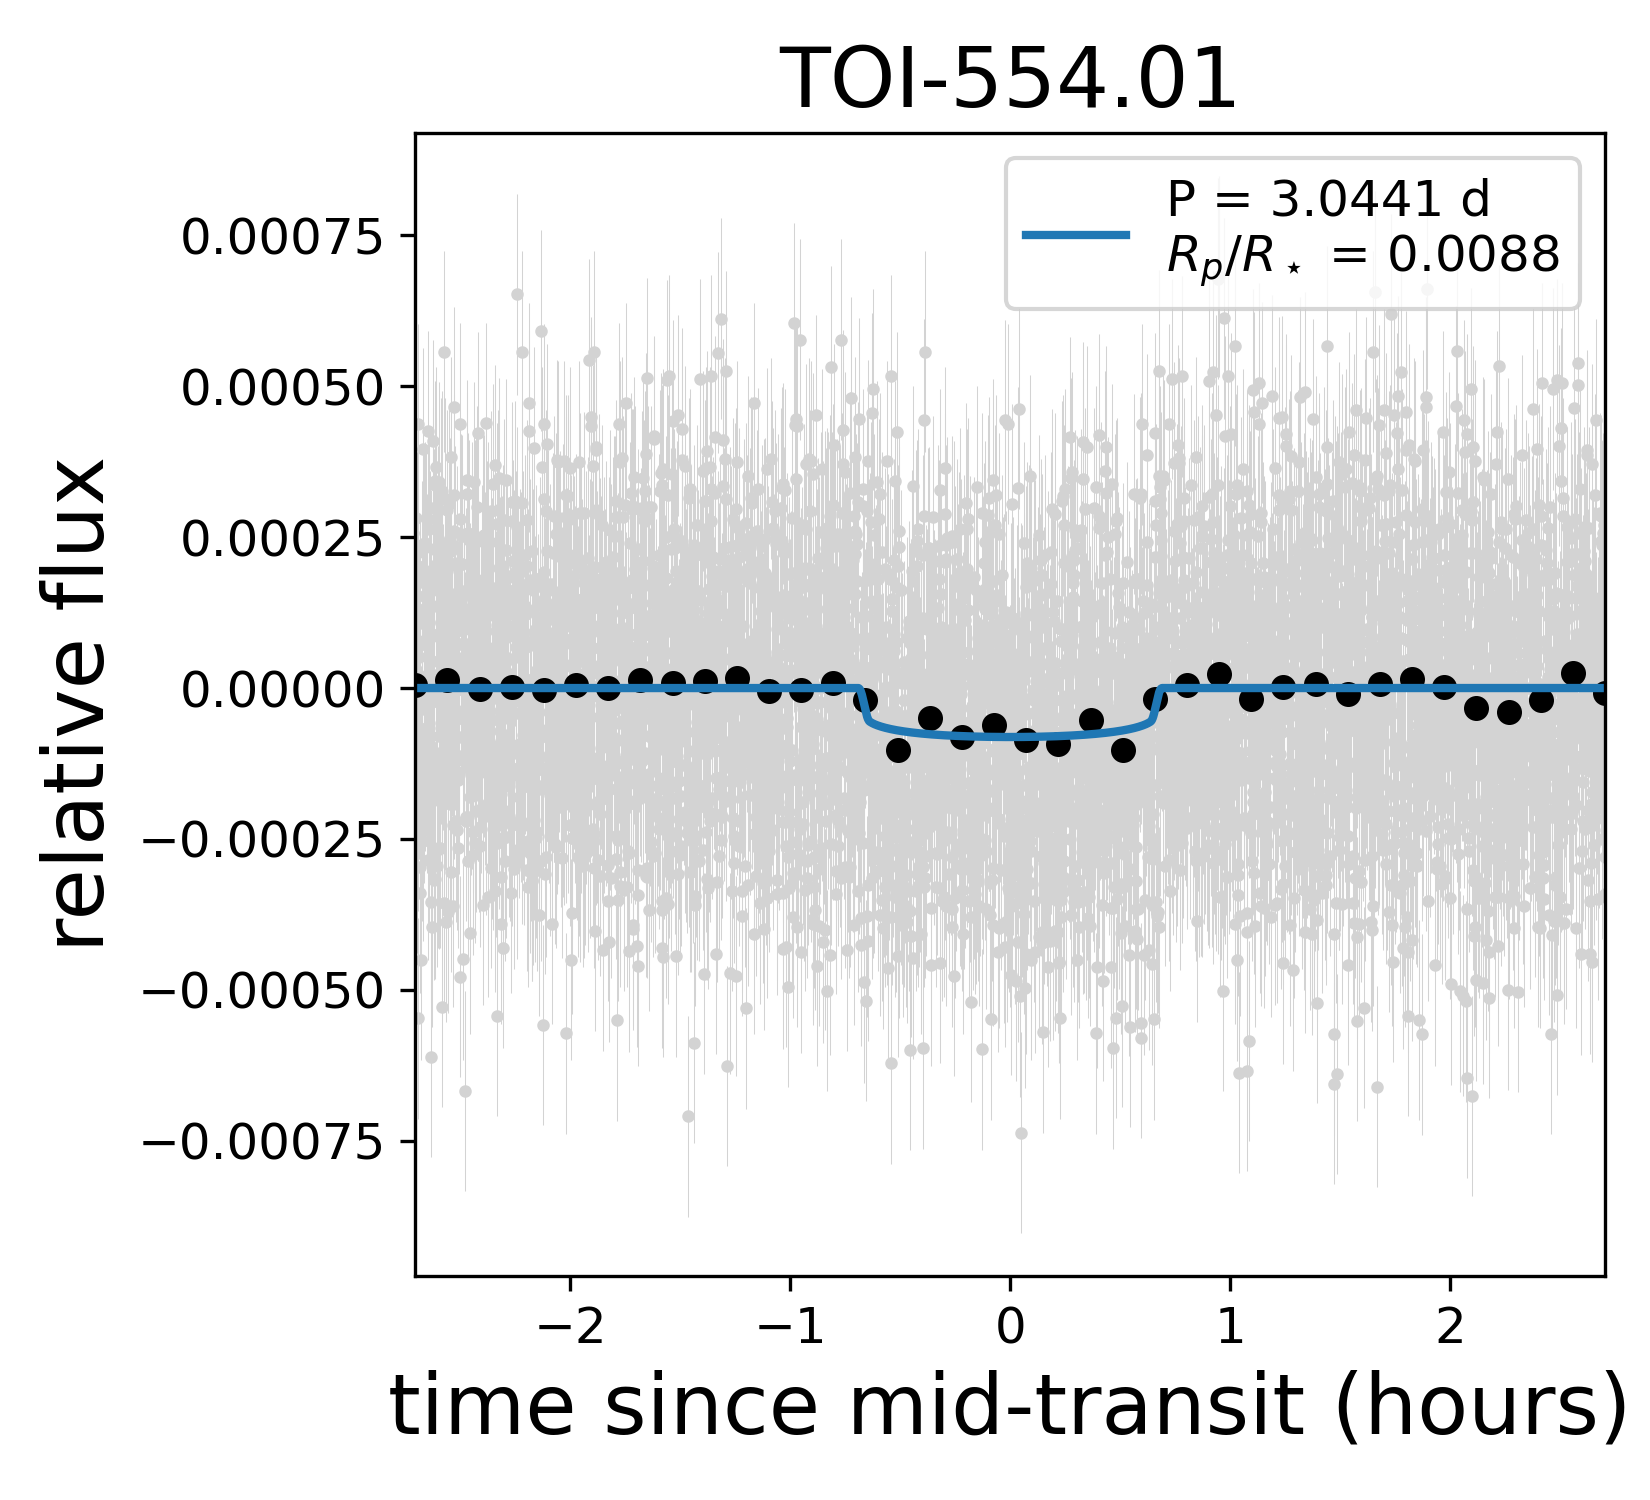 TOI-554.01
P = 3.0441 d
Rp/R⋆ = 0.0088
relative flux
0.00075
0.00050
0.00025
0.00000
−0.00025
−0.00050
−0.00075
−2 −1 0 1 2
time since mid-transit (hours)